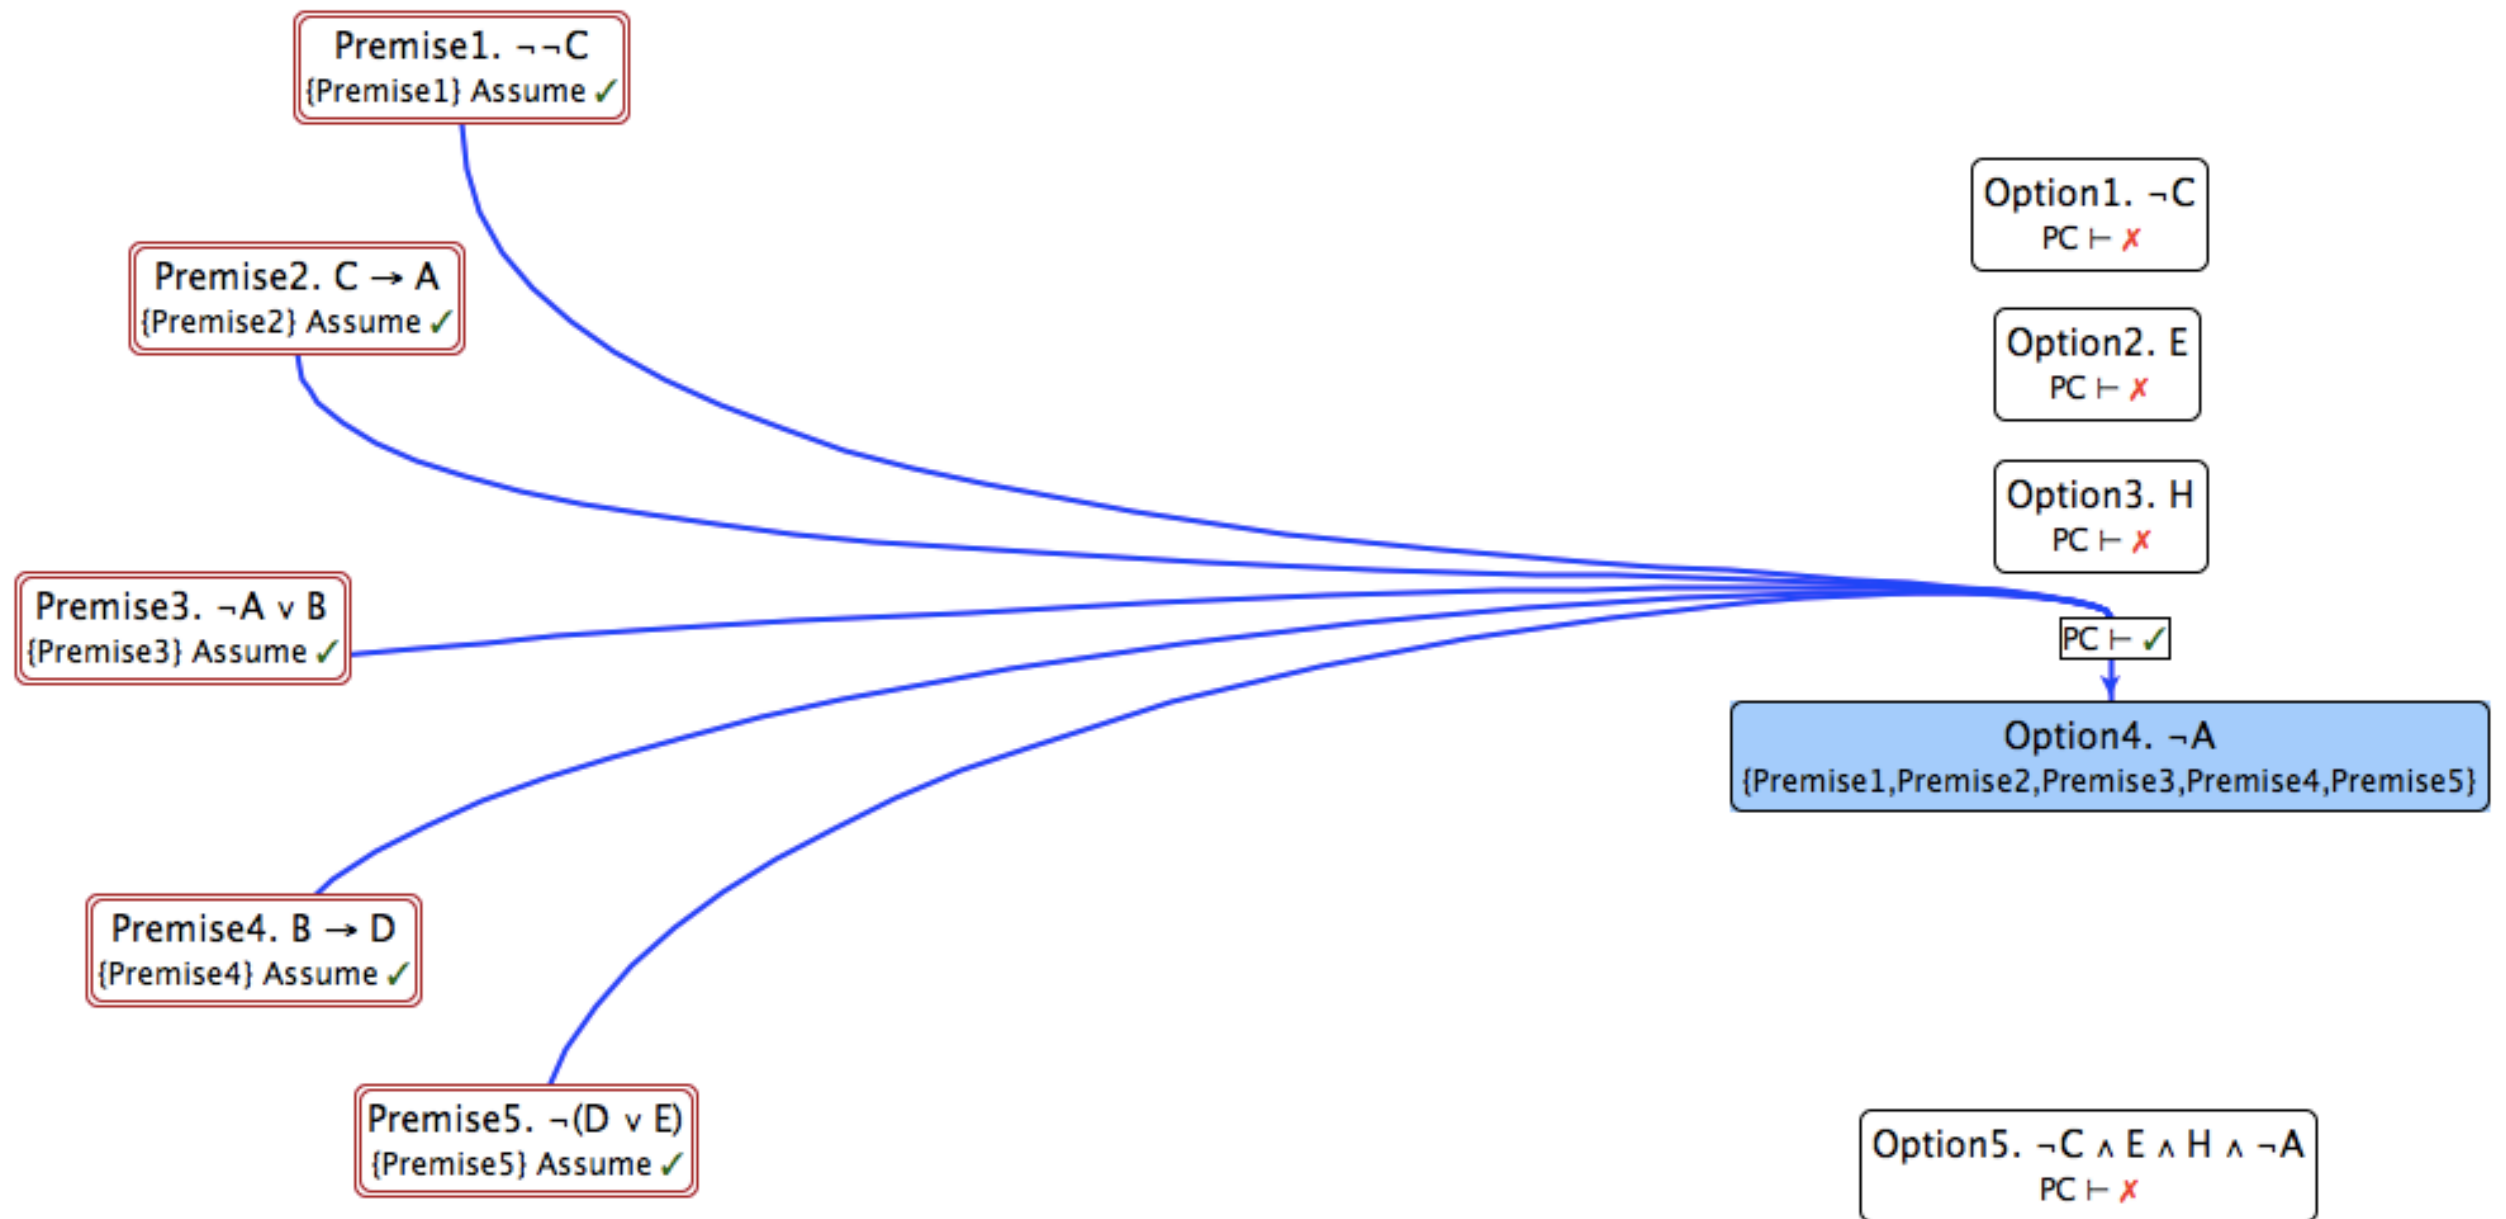 Premise1. ¬¬C
{Premise1} Assume ✓
Premise2. C → A
{Premise2} Assume ✓
Premise3. ¬A ∨ B
{Premise3} Assume ✓
Premise4. B → D
{Premise4} Assume ✓
Premise5. ¬(D ∨ E)
{Premise5} Assume ✓
Option1. ¬C
PC ⊢ ✗
Option2. E
PC ⊢ ✗
Option3. H
PC ⊢ ✗
PC ⊢ ✓
Option4. ¬A
{Premise1,Premise2,Premise3,Premise4,Premise5}
Option5. ¬C ∧ E ∧ H ∧ ¬A
PC ⊢ ✗